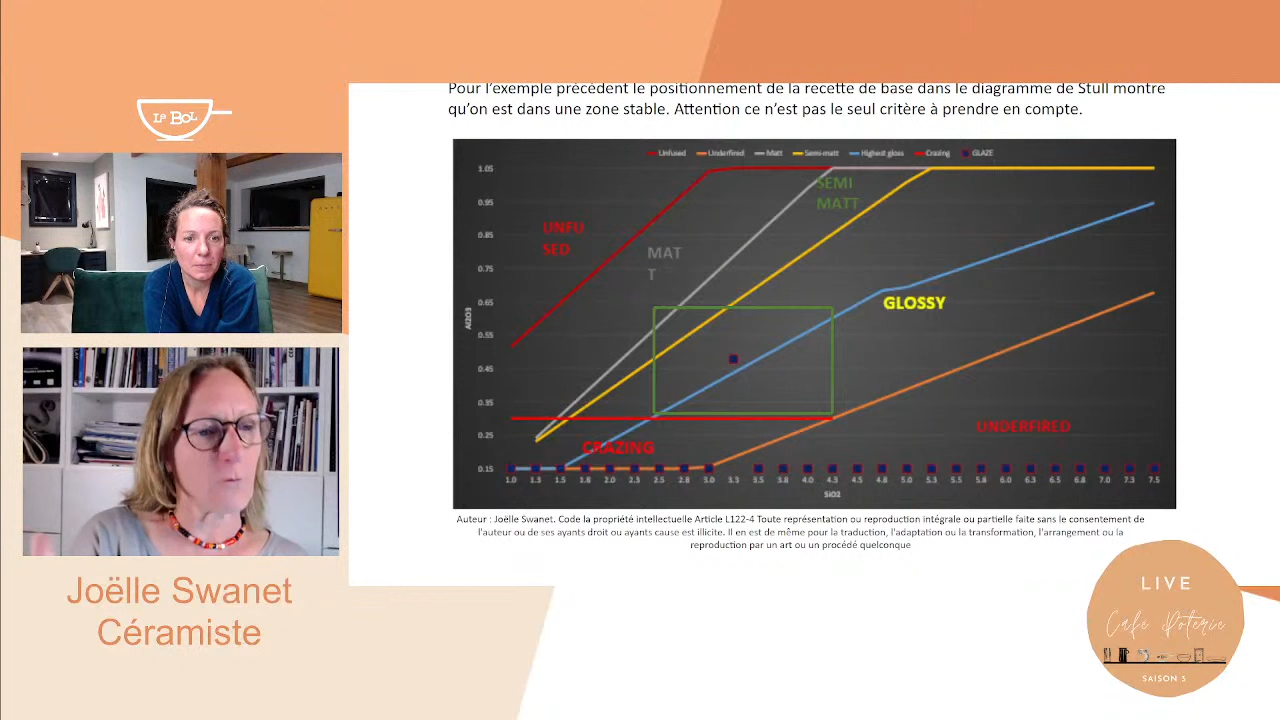 Pour l'exemple précédent le positionnement de la recette de base dans le diagramme de Stull montre
qu'on est dans une zone stable. Attention ce n'est pas le seul critère à prendre en compte.
LE BOL
Unfused Underfired Matt Semi-matt Highest gloss Crazing GLAZE
1.05
0.95
0.85
0.75
0.65
0.55
0.45
0.35
0.25
0.15
Al2O3
UNFU
SED
MAT
T
SEMI
MATT
GLOSSY
CRAZING
UNDERFIRED
1.0 1.3 1.5 1.8 2.0 2.3 2.5 2.8 3.0 3.3 3.5 3.8 4.0 4.3 4.5 4.8 5.0 5.3 5.5 5.8 6.0 6.3 6.5 6.8 7.0 7.3 7.5
SiO2
Auteur : Joëlle Swanet. Code la propriété intellectuelle Article L122-4 Toute représentation ou reproduction intégrale ou partielle faite sans le consentement de
l'auteur ou de ses ayants droit ou ayants cause est illicite. Il en est de même pour la traduction, l'adaptation ou la transformation, l'arrangement ou la
reproduction par un art ou un procédé quelconque
Joëlle Swanet
Céramiste
LIVE
Café Poterie
SAISON 3